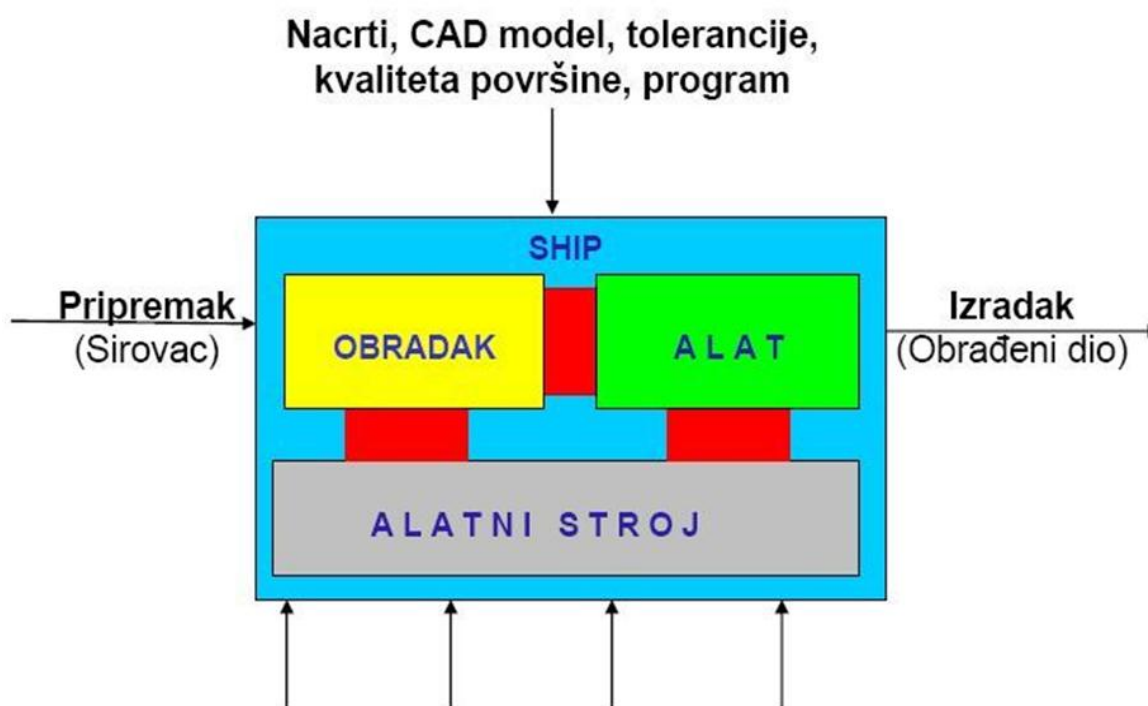 Nacrti, CAD model, tolerancije,
kvaliteta površine, program
SHIP
Pripremak
(Sirovac)
OBRADAK
A L A T
Izradak
(Obrađeni dio)
A L A T N I S T R O J